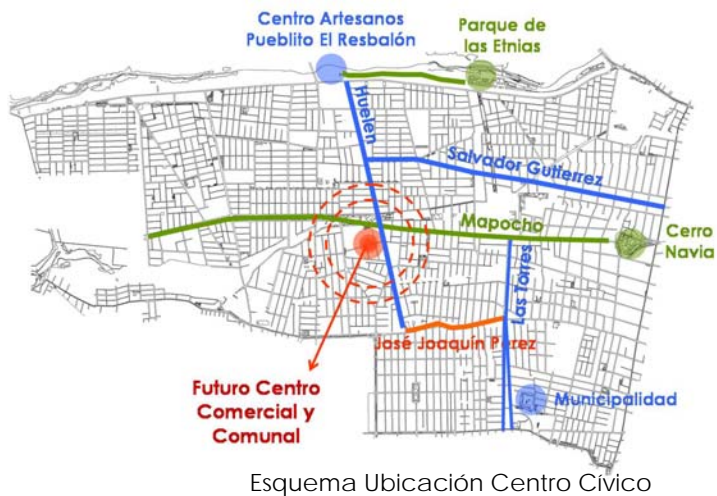 Centro Artesanos
Pueblito El Resbalón
Parque de
las Etnias
Huelen
Salvador Gutierrez
Mapocho
Cerro
Navia
Las Torres
José Joaquín Perez
Futuro Centro
Comercial y
Comunal
Municipalidad
Esquema Ubicación Centro Cívico